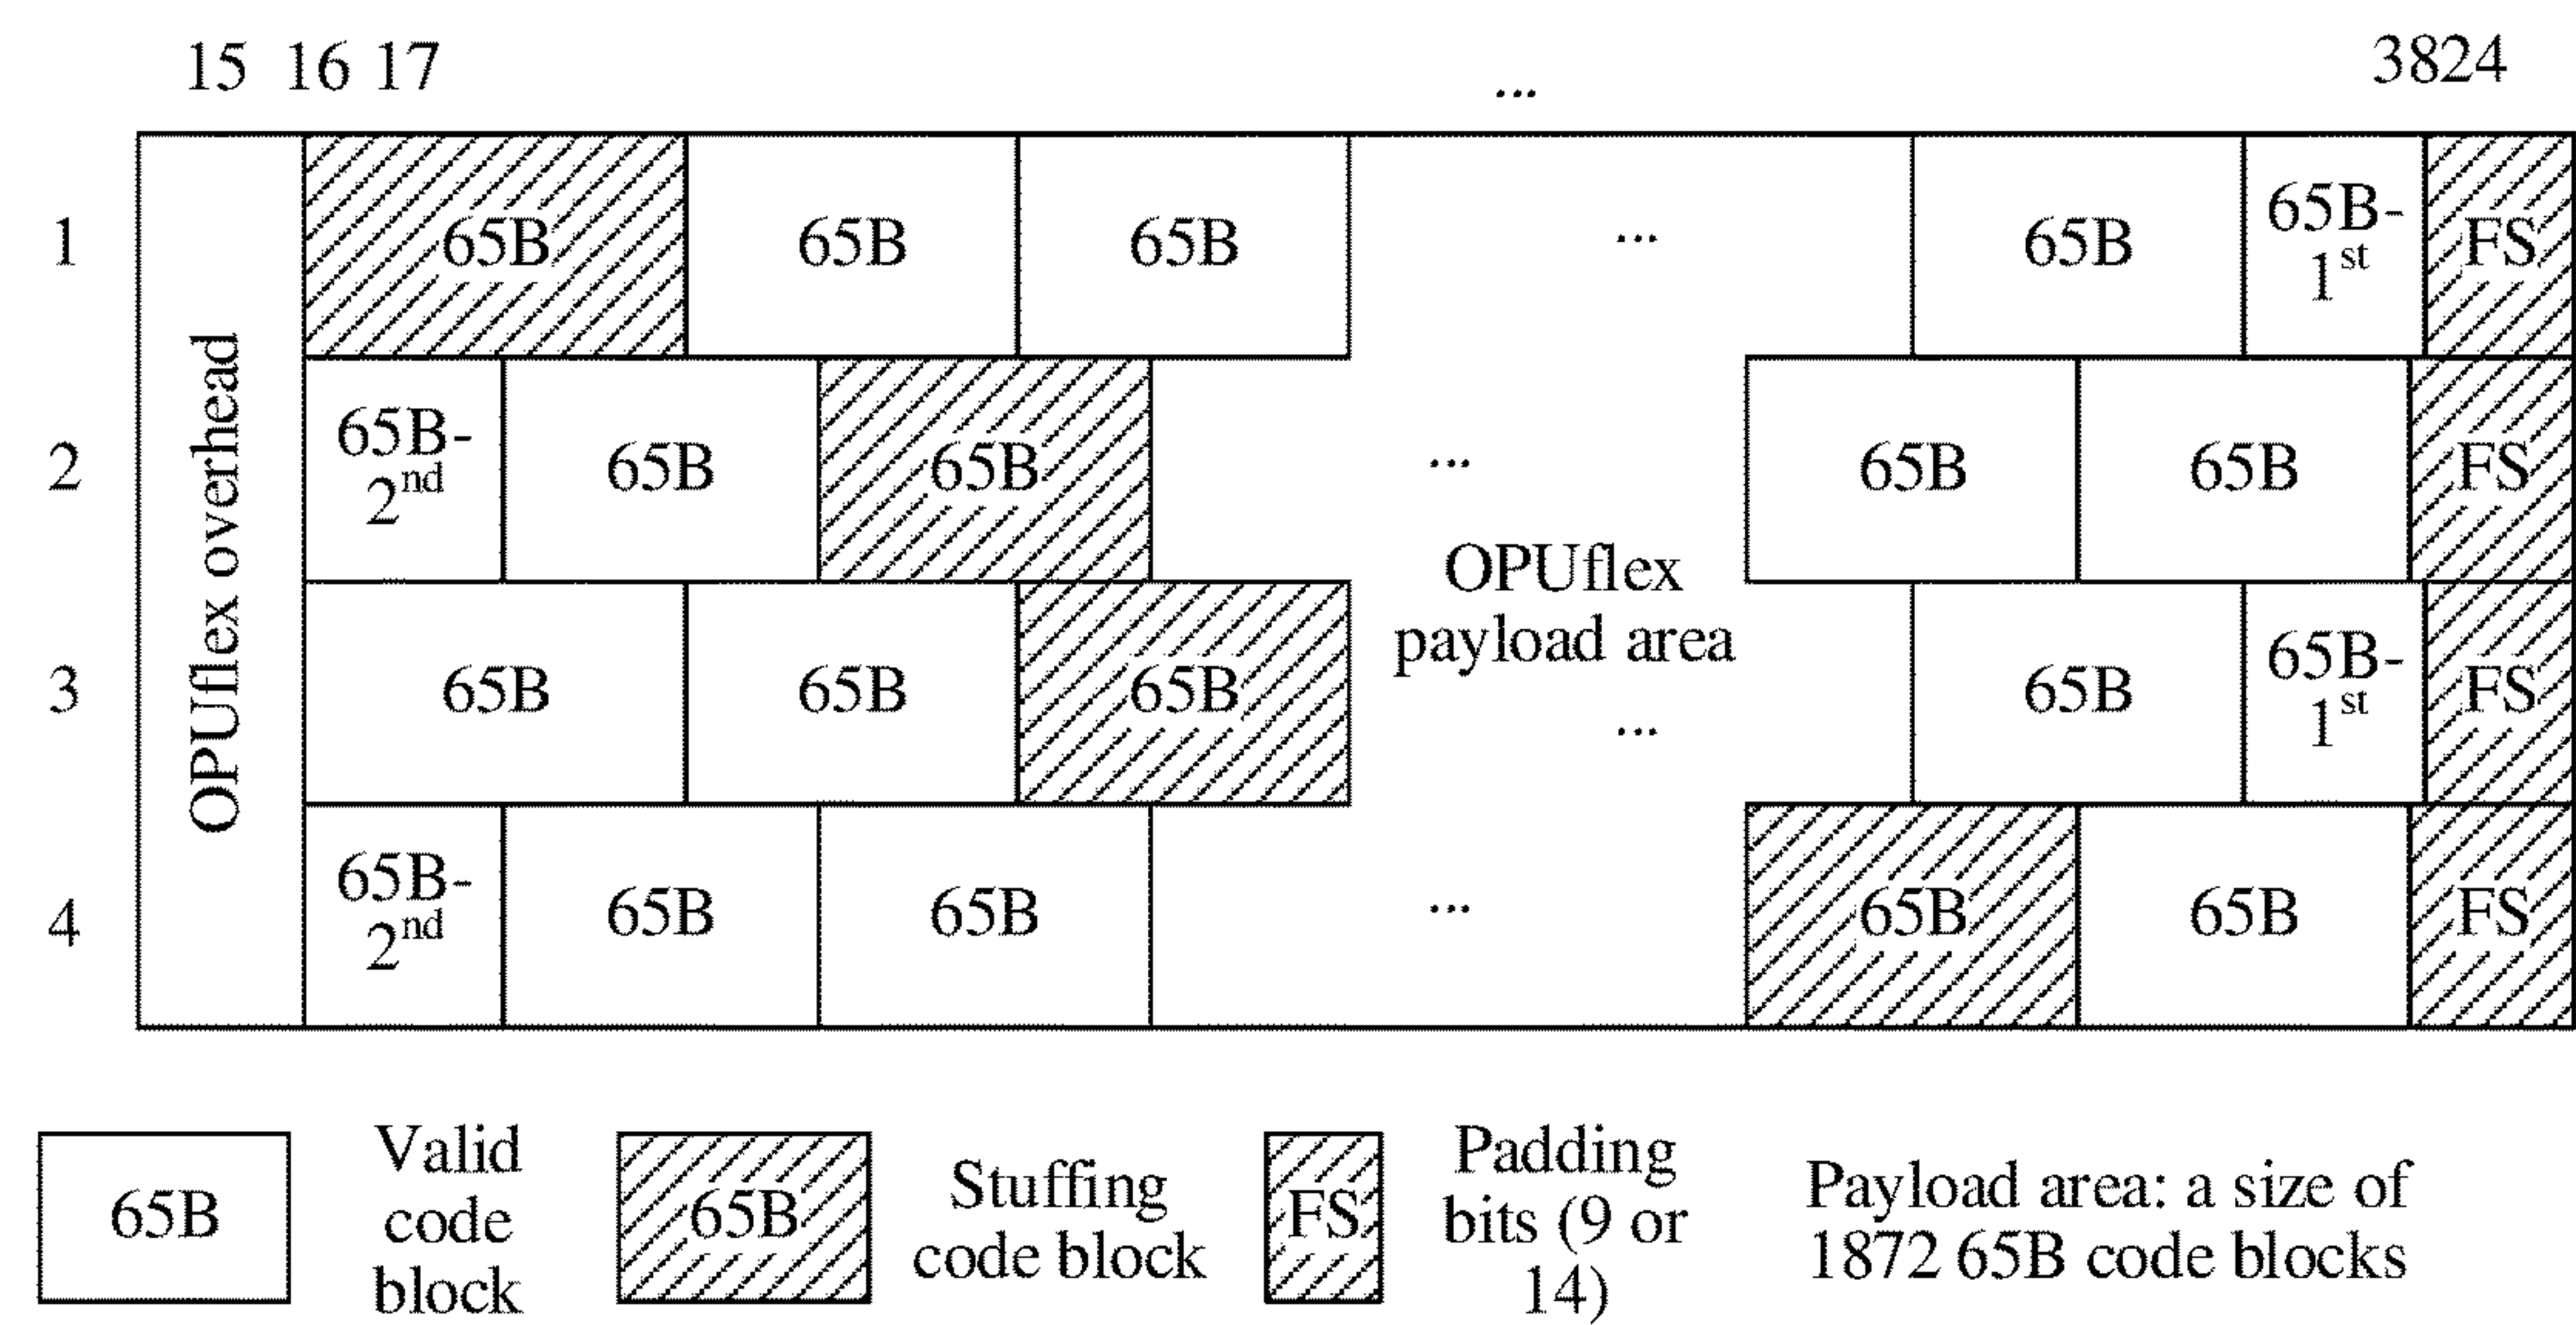 15 16 17 ... 3824
OPUflex overhead
1 65B 65B 65B ... 65B 65B-
1st FS
2 65B-
2nd 65B 65B ... 65B 65B FS
OPUflex
payload area
3 65B 65B 65B ... 65B 65B-
1st FS
4 65B-
2nd 65B 65B ... 65B 65B FS
65B
Valid
code
block
65B
Stuffing
code block
FS
Padding
bits (9 or
14)
Payload area: a size of
1872 65B code blocks